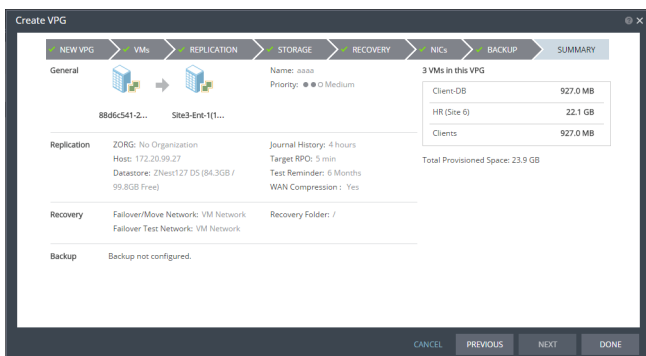 Create VPG
NEW VPG
VMs
REPLICATION
STORAGE
RECOVERY
NICs
BACKUP
SUMMARY
General
88d6c541-2...
Site3-Ent-1(1...
Name: aaaa
Priority: Medium
Replication
ZORG: No Organization
Host: 172.20.99.27
Datastore: ZNest127 DS (84.3GB /
99.8GB Free)
Journal History: 4 hours
Target RPO: 5 min
Test Reminder: 6 Months
WAN Compression : Yes
Recovery
Failover/Move Network: VM Network
Failover Test Network: VM Network
Recovery Folder: /
Backup
Backup not configured.
3 VMs in this VPG
Client-DB 927.0 MB
HR (Site 6) 22.1 GB
Clients 927.0 MB
Total Provisioned Space: 23.9 GB
CANCEL
PREVIOUS
NEXT
DONE